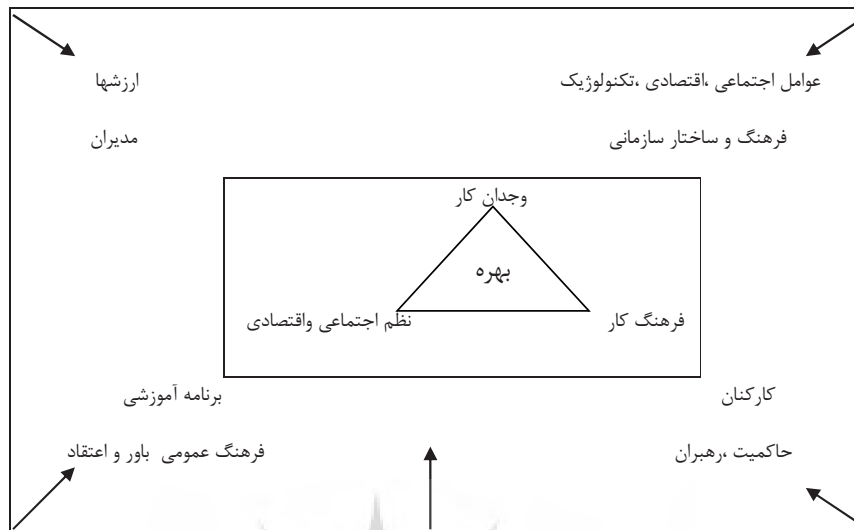 عوامل اجتماعی ،اقتصادی ،تکنولوژیک
ارزشها
فرهنگ و ساختار سازمانی
مدیران
وجدان کار
بهره
فرهنگ کار
نظم اجتماعی واقتصادی
کارکنان
برنامه آموزشی
حاکمیت ،رهبران
فرهنگ عمومی باور و اعتقاد